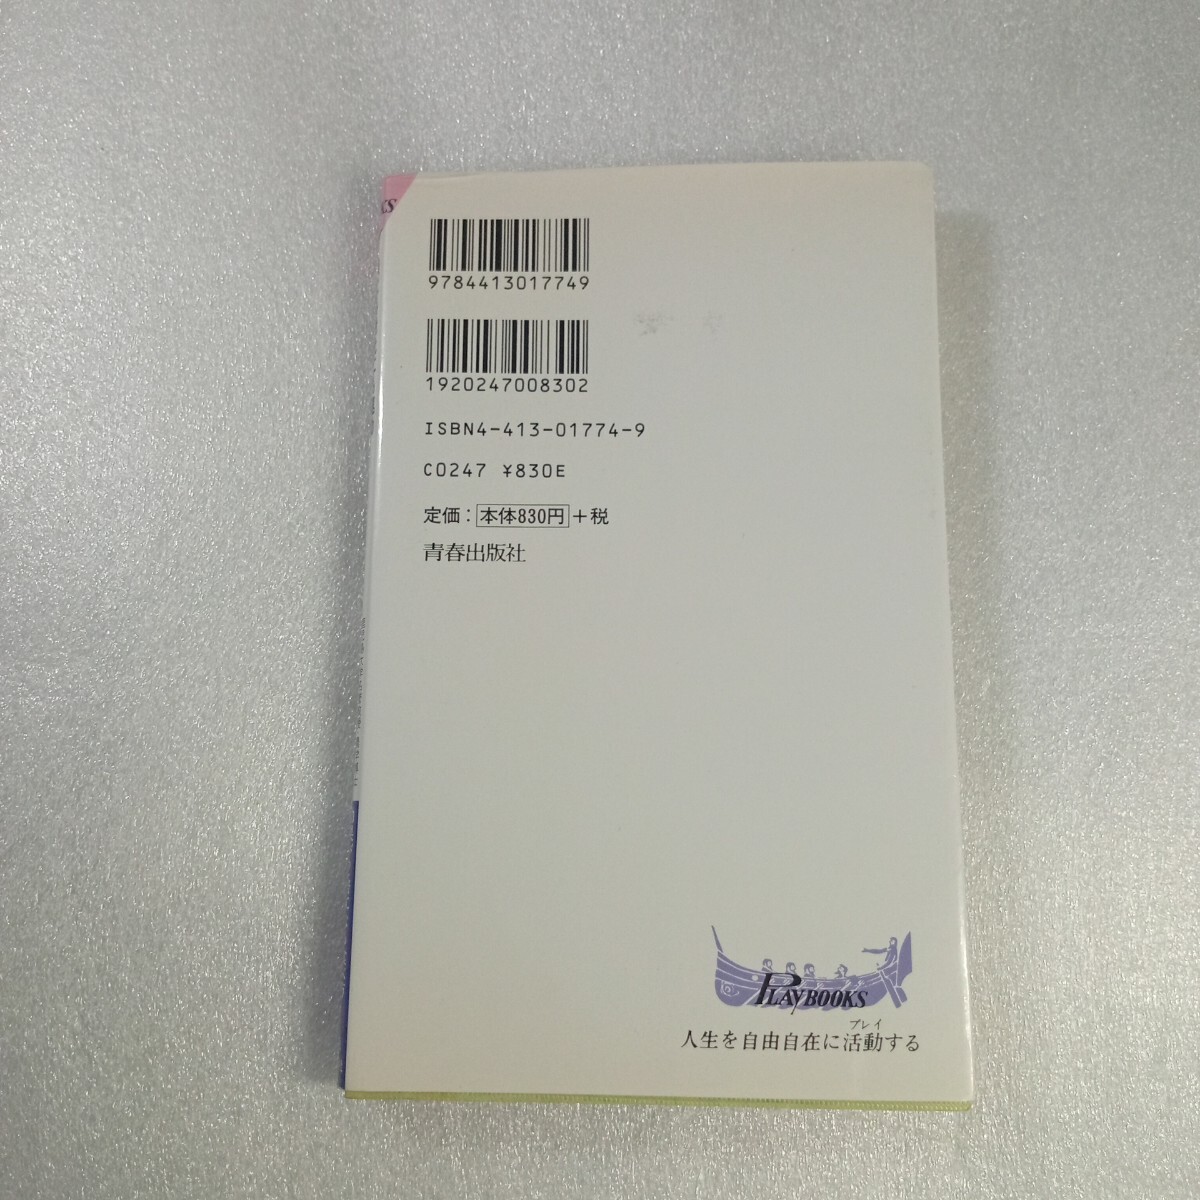 KS
9784413017749
1920247008302
ISBN4-413-01774-9
C0247 ¥830E
定価：本体830円＋税
青春出版社
PLAYBOOKS
プレイ
人生を自由自在に活動する